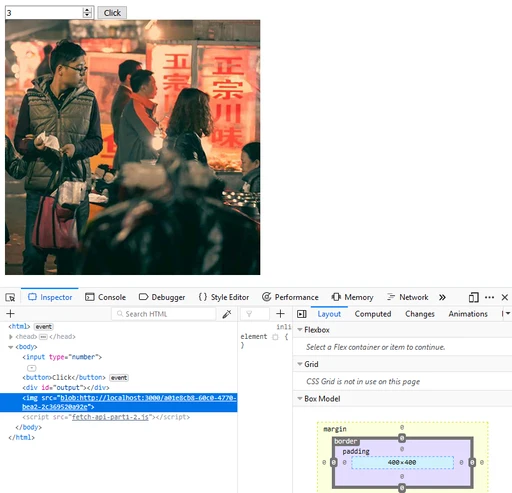 3
Click
正宗
正宗川味
Inspector
Console
Debugger
{ } Style Editor
Performance
Memory
Network
»
+
Search HTML
<html> event
<head> ⋯ </head>
<body>
<input type="number">
<button>Click</button> event
<div id="output"></div>
<img src="blob:http://localhost:3000/a01e8cb8-60c0-4770-
bea2-2c369520a92e">
<script src="fetch-api-part1-2.js"></script>
</body>
</html>
+
inli
element { 
}
Layout
Computed
Changes
Animations
Flexbox
Select a Flex container or item to continue.
Grid
CSS Grid is not in use on this page
Box Model
margin
0
border
0
padding
0
0
0
0
400×400
0
0
0
0
0